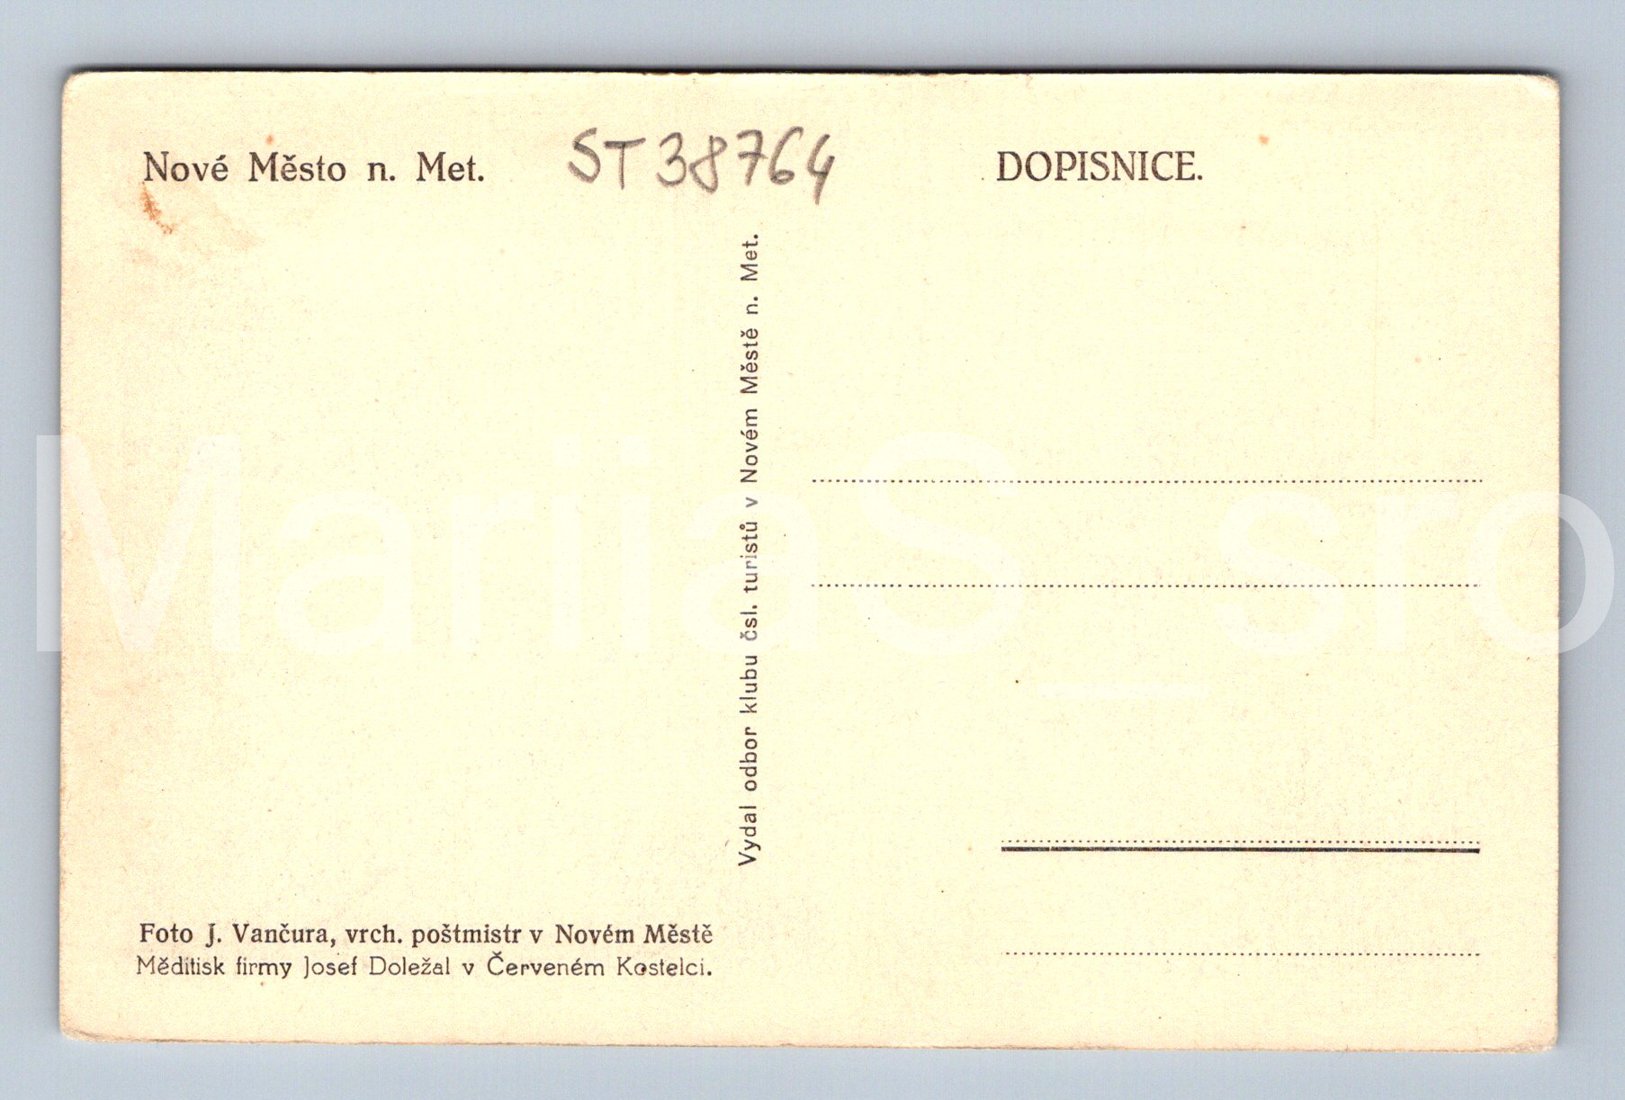 Nové Město n. Met.
ST38764
DOPISNICE.
Vydal odbor klubu čsl. turistů v Novém Městě n. Met.
Foto J. Vančura, vrch. poštmistr v Novém Městě
Měditisk firmy Josef Doležal v Červeném Kostelci.
MariiaS_sro